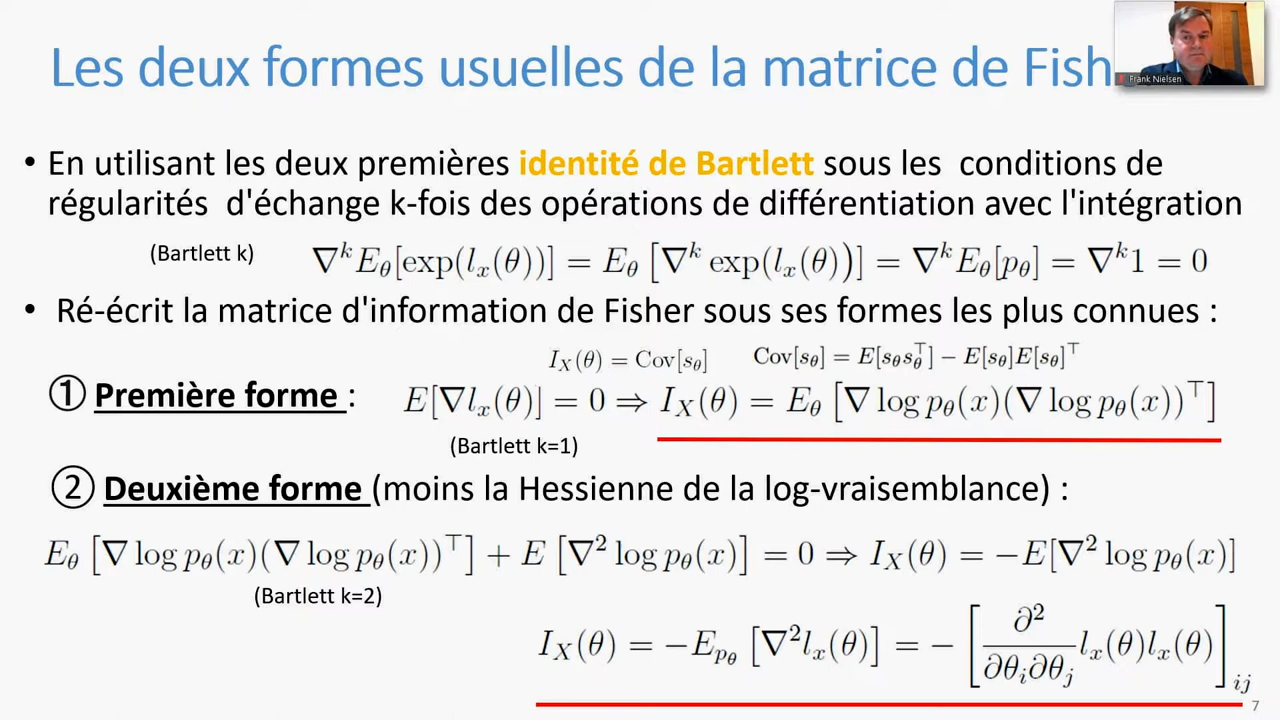 Les deux formes usuelles de la matrice de Fish
Frank Nielsen
• En utilisant les deux premières identité de Bartlett sous les conditions de
régularités d'échange k-fois des opérations de différentiation avec l'intégration
(Bartlett k) ∇^k E_θ[exp(l_x(θ))] = E_θ [∇^k exp(l_x(θ))] = ∇^k E_θ[p_θ] = ∇^k 1 = 0
• Ré-écrit la matrice d'information de Fisher sous ses formes les plus connues :
I_X(θ) = Cov[s_θ] Cov[s_θ] = E[s_θ s_θ^⊤] − E[s_θ]E[s_θ]^⊤
① Première forme : E[∇l_x(θ)] = 0 ⇒ I_X(θ) = E_θ [∇ log p_θ(x)(∇ log p_θ(x))^⊤]
(Bartlett k=1)
② Deuxième forme (moins la Hessienne de la log-vraisemblance) :
E_θ [∇ log p_θ(x)(∇ log p_θ(x))^⊤] + E [∇² log p_θ(x)] = 0 ⇒ I_X(θ) = −E[∇² log p_θ(x)]
(Bartlett k=2)
I_X(θ) = −E_{p_θ} [∇² l_x(θ)] = − [∂²/∂θ_i∂θ_j l_x(θ)l_x(θ)]_{ij}
7